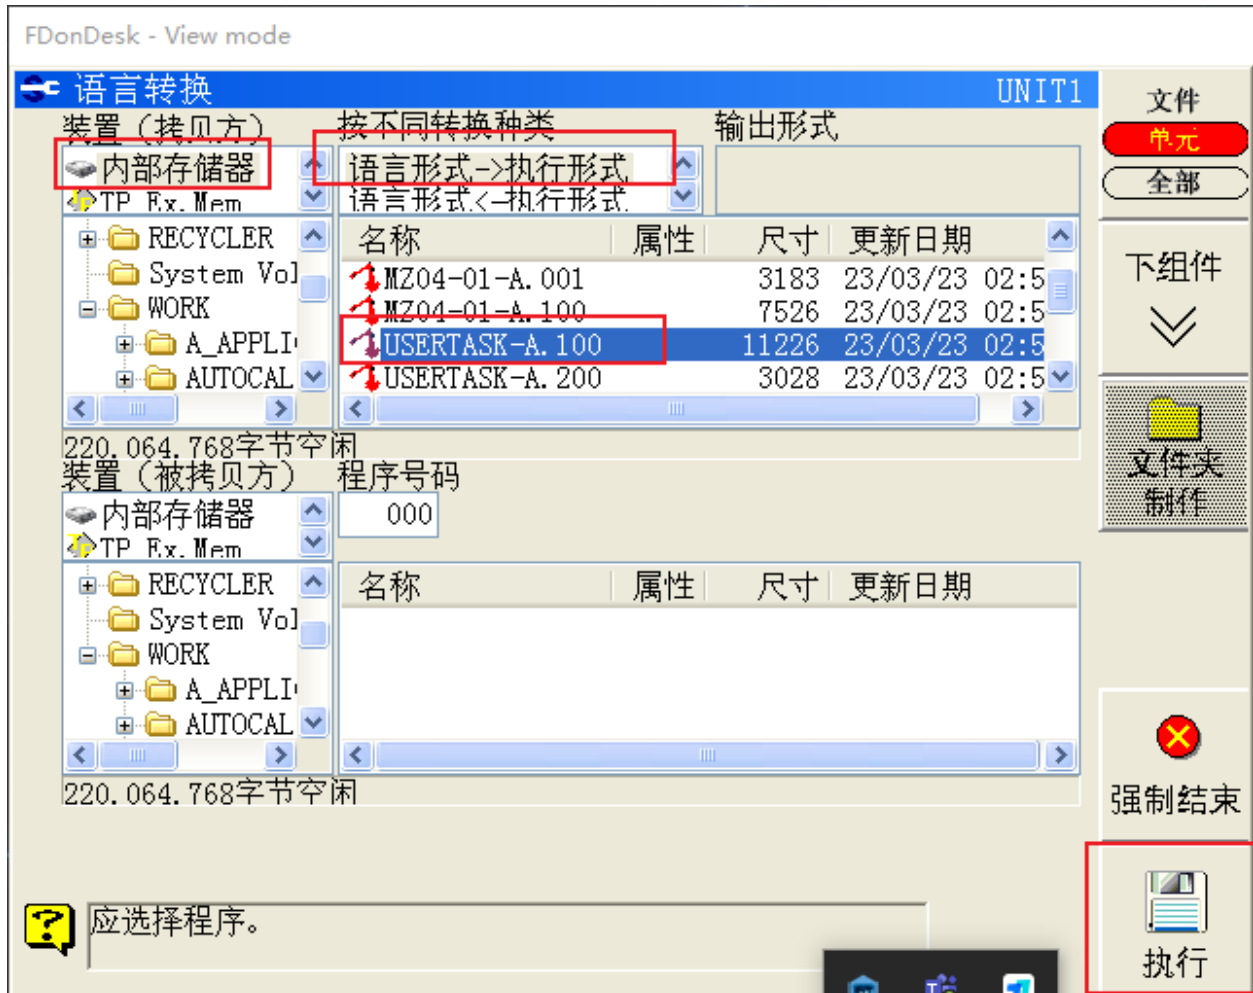 FDonDesk - View mode
语言转换 UNIT1
装置（拷贝方） 按不同转换种类 输出形式
内部存储器 语言形式->执行形式
TP Ex.Mem 语言形式<-执行形式
RECYCLER 名称 属性 尺寸 更新日期
System Vol MZ04-01-A.001 3183 23/03/23 02:5
WORK MZ04-01-A.100 7526 23/03/23 02:5
A_APPLI USERTASK-A.100 11226 23/03/23 02:5
AUTOCAL USERTASK-A.200 3028 23/03/23 02:5
220.064.768字节空闲
装置（被拷贝方） 程序号码
内部存储器 000
TP Ex.Mem
RECYCLER 名称 属性 尺寸 更新日期
System Vol
WORK
A_APPLI
AUTOCAL
220.064.768字节空闲
应选择程序。
文件
单元
全部
下组件
文件夹
制作
强制结束
执行